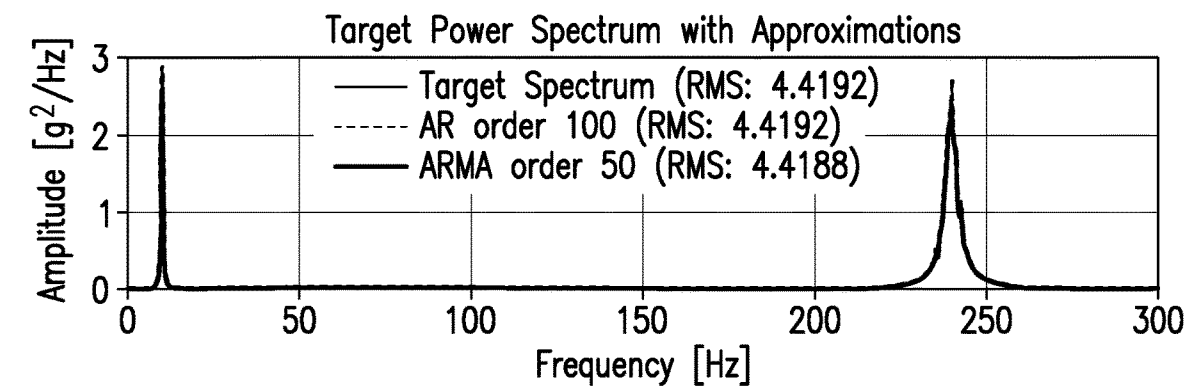 Target Power Spectrum with Approximations
Amplitude [g²/Hz]
3
2
1
0
Target Spectrum (RMS: 4.4192)
AR order 100 (RMS: 4.4192)
ARMA order 50 (RMS: 4.4188)
0 50 100 150 200 250 300
Frequency [Hz]